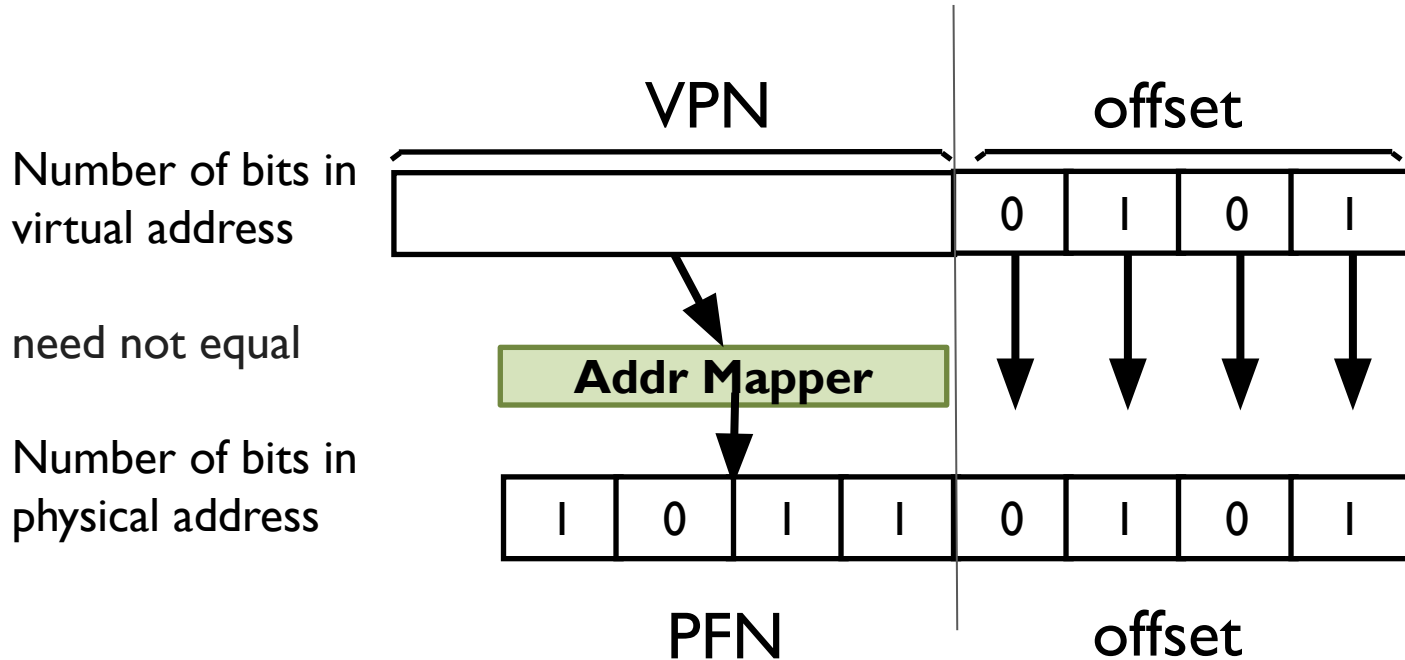 VPN offset
Number of bits in
virtual address
0 1 0 1
need not equal
Addr Mapper
Number of bits in
physical address
1 0 1 1 0 1 0 1
PFN offset